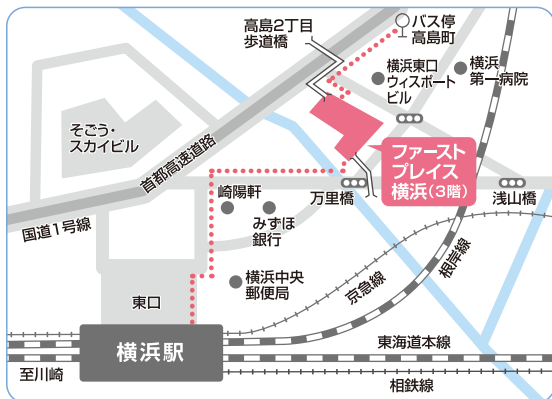 高島2丁目
歩道橋
バス停
高島町
横浜東口
ウィスポート
ビル
横浜
第一病院
そごう・
スカイビル
首都高速道路
ファースト
プレイス
横浜(3階)
国道1号線
崎陽軒
みずほ
銀行
万里橋
浅山橋
横浜中央
郵便局
東口
京急線
根岸線
横浜駅
東海道本線
至川崎
相鉄線